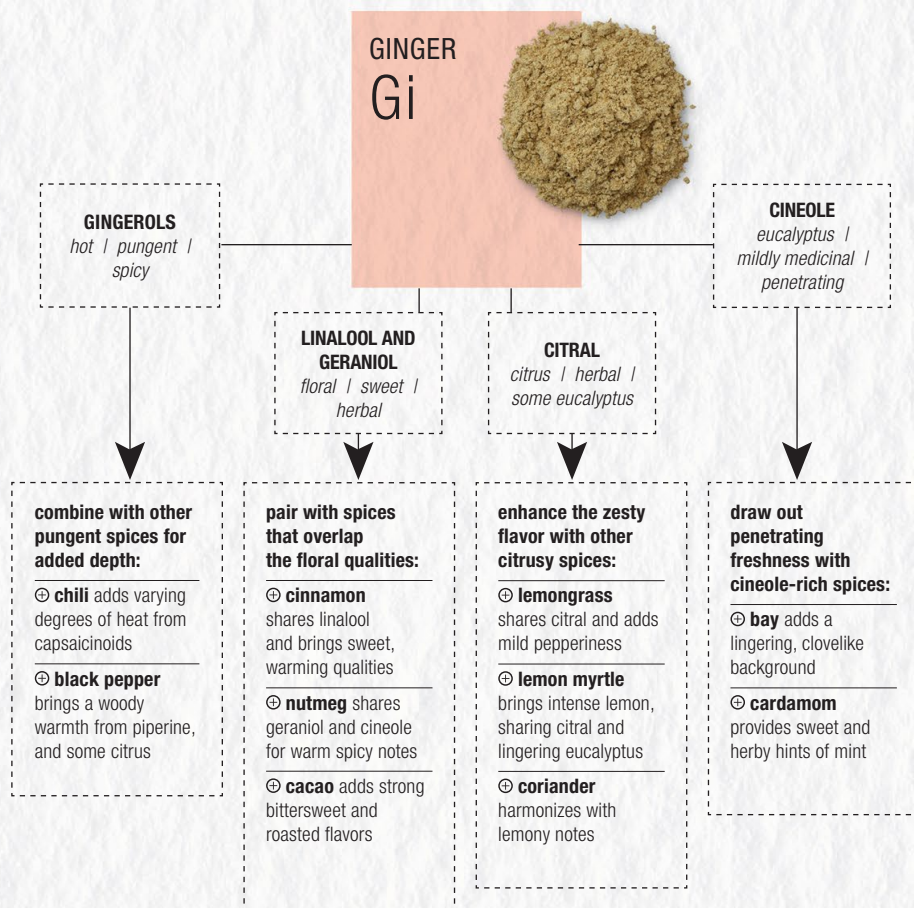 GINGER
Gi
GINGEROLS
hot | pungent |
spicy
LINALOOL AND
GERANIOL
floral | sweet |
herbal
CITRAL
citrus | herbal |
some eucalyptus
CINEOLE
eucalyptus |
mildly medicinal |
penetrating
combine with other
pungent spices for
added depth:
⊕ chili adds varying
degrees of heat from
capsaicinoids
⊕ black pepper
brings a woody
warmth from piperine,
and some citrus
pair with spices
that overlap
the floral qualities:
⊕ cinnamon
shares linalool
and brings sweet,
warming qualities
⊕ nutmeg shares
geraniol and cineole
for warm spicy notes
⊕ cacao adds strong
bittersweet and
roasted flavors
enhance the zesty
flavor with other
citrusy spices:
⊕ lemongrass
shares citral and adds
mild pepperiness
⊕ lemon myrtle
brings intense lemon,
sharing citral and
lingering eucalyptus
⊕ coriander
harmonizes with
lemony notes
draw out
penetrating
freshness with
cineole-rich spices:
⊕ bay adds a
lingering, clovelike
background
⊕ cardamom
provides sweet and
herby hints of mint